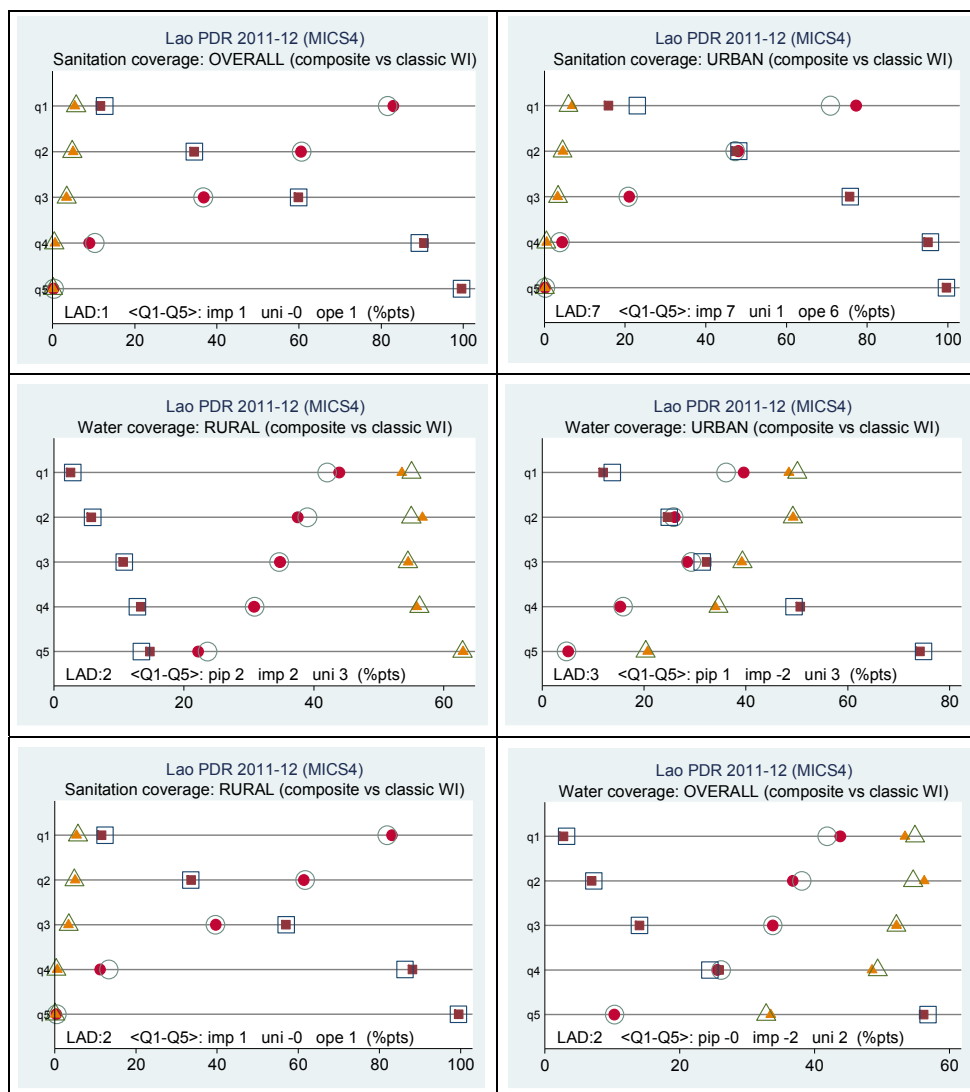 Lao PDR 2011-12 (MICS4)
Sanitation coverage: OVERALL (composite vs classic WI)
q1
q2
q3
q4
q5
LAD:1 <Q1-Q5>: imp 1 uni -0 ope 1 (%pts)
0 20 40 60 80 100
Lao PDR 2011-12 (MICS4)
Sanitation coverage: URBAN (composite vs classic WI)
q1
q2
q3
q4
q5
LAD:7 <Q1-Q5>: imp 7 uni 1 ope 6 (%pts)
0 20 40 60 80 100
Lao PDR 2011-12 (MICS4)
Water coverage: RURAL (composite vs classic WI)
q1
q2
q3
q4
q5
LAD:2 <Q1-Q5>: pip 2 imp 2 uni 3 (%pts)
0 20 40 60
Lao PDR 2011-12 (MICS4)
Water coverage: URBAN (composite vs classic WI)
q1
q2
q3
q4
q5
LAD:3 <Q1-Q5>: pip 1 imp -2 uni 3 (%pts)
0 20 40 60 80
Lao PDR 2011-12 (MICS4)
Sanitation coverage: RURAL (composite vs classic WI)
q1
q2
q3
q4
q5
LAD:2 <Q1-Q5>: imp 1 uni -0 ope 1 (%pts)
0 20 40 60 80 100
Lao PDR 2011-12 (MICS4)
Water coverage: OVERALL (composite vs classic WI)
q1
q2
q3
q4
q5
LAD:2 <Q1-Q5>: pip -0 imp -2 uni 2 (%pts)
0 20 40 60